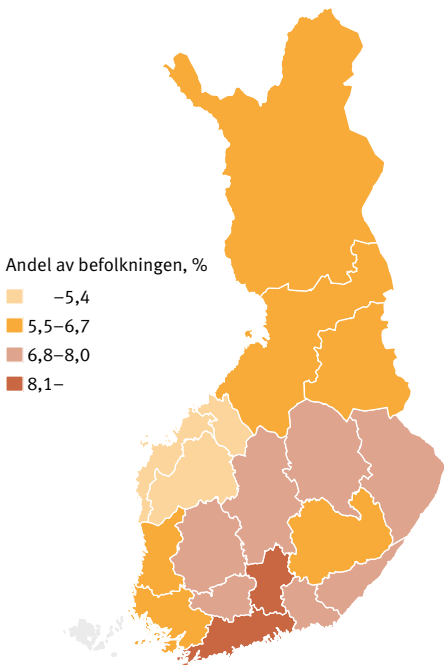 Andel av befolkningen, %
–5,4
5,5–6,7
6,8–8,0
8,1–